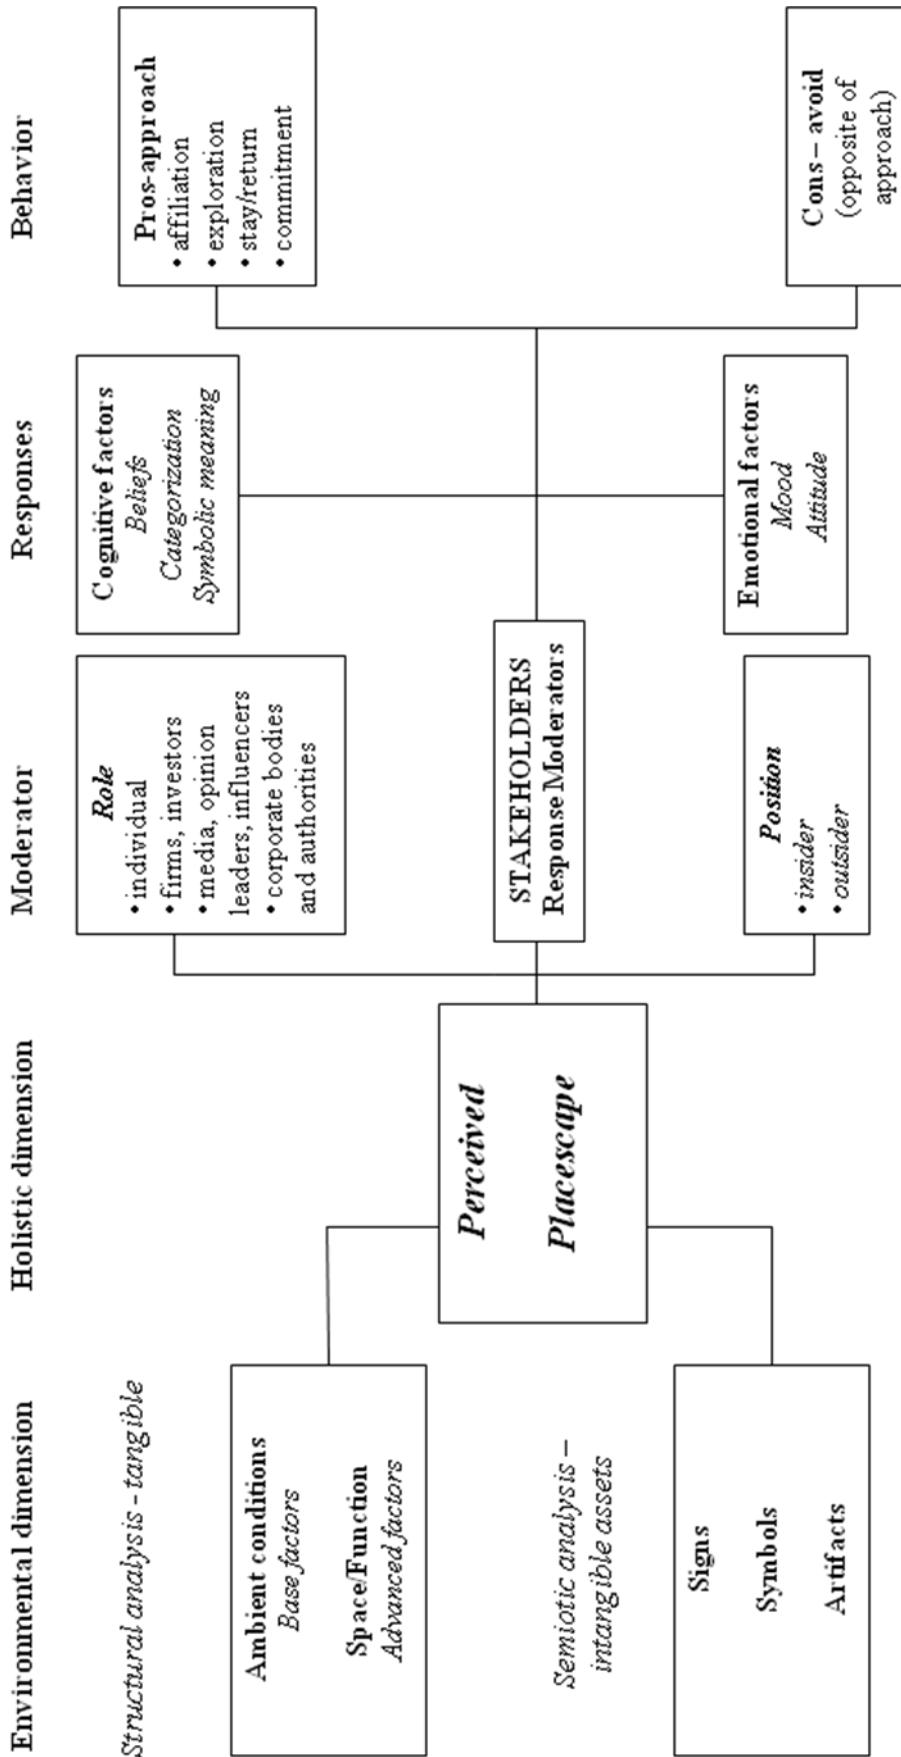 Environmental dimension
Holistic dimension
Moderator
Responses
Behavior
Structural analysis - tangible
Ambient conditions
Base factors
Space/Function
Advanced factors
Semiotic analysis –
intangible assets
Signs
Symbols
Artifacts
Perceived
Placescape
Role
• individual
• firms, investors
• media, opinion
leaders, influencers
• corporate bodies
and authorities
STAKEHOLDERS
Response Moderators
Position
• insider
• outsider
Cognitive factors
Beliefs
Categorization
Symbolic meaning
Emotional factors
Mood
Attitude
Pros-approach
• affiliation
• exploration
• stay/return
• commitment
Cons – avoid
(opposite of
approach)